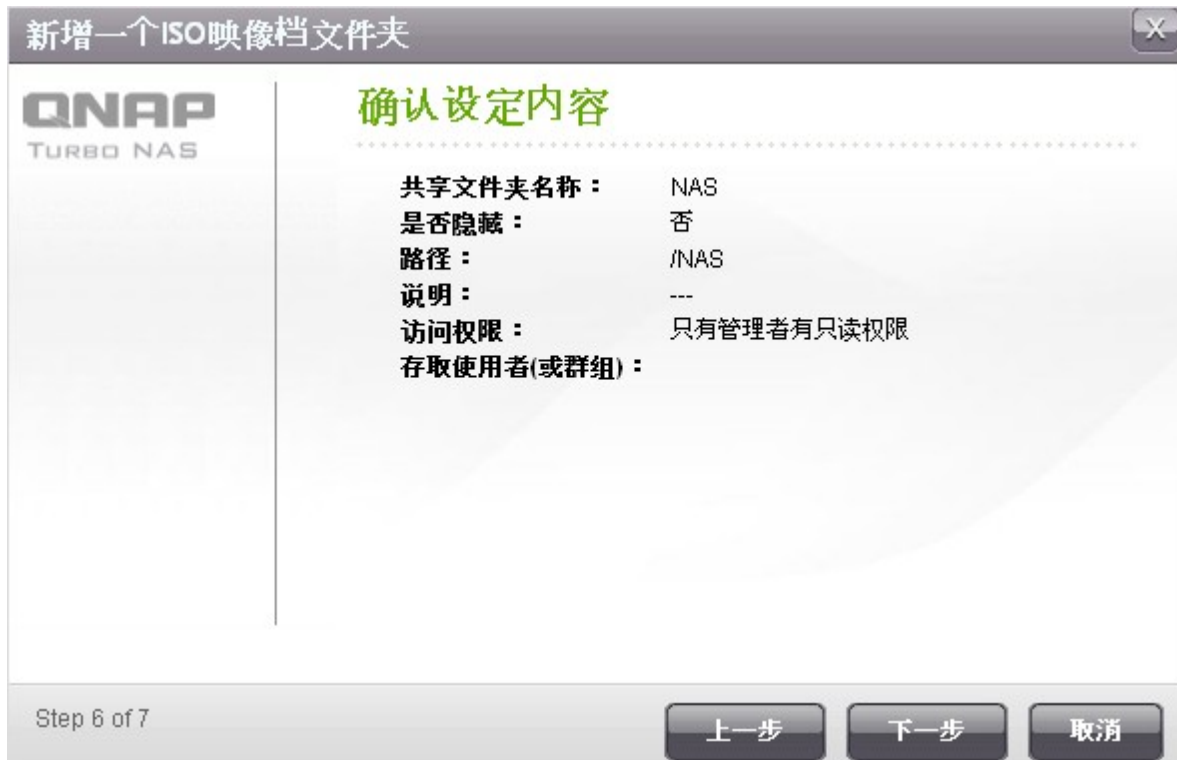 新增一个ISO映像档文件夹
X
QNAP
TURBO NAS
确认设定内容
共享文件夹名称： NAS
是否隐藏： 否
路径： /NAS
说明： ---
访问权限： 只有管理者有只读权限
存取使用者(或群组)：
Step 6 of 7
上一步 下一步 取消